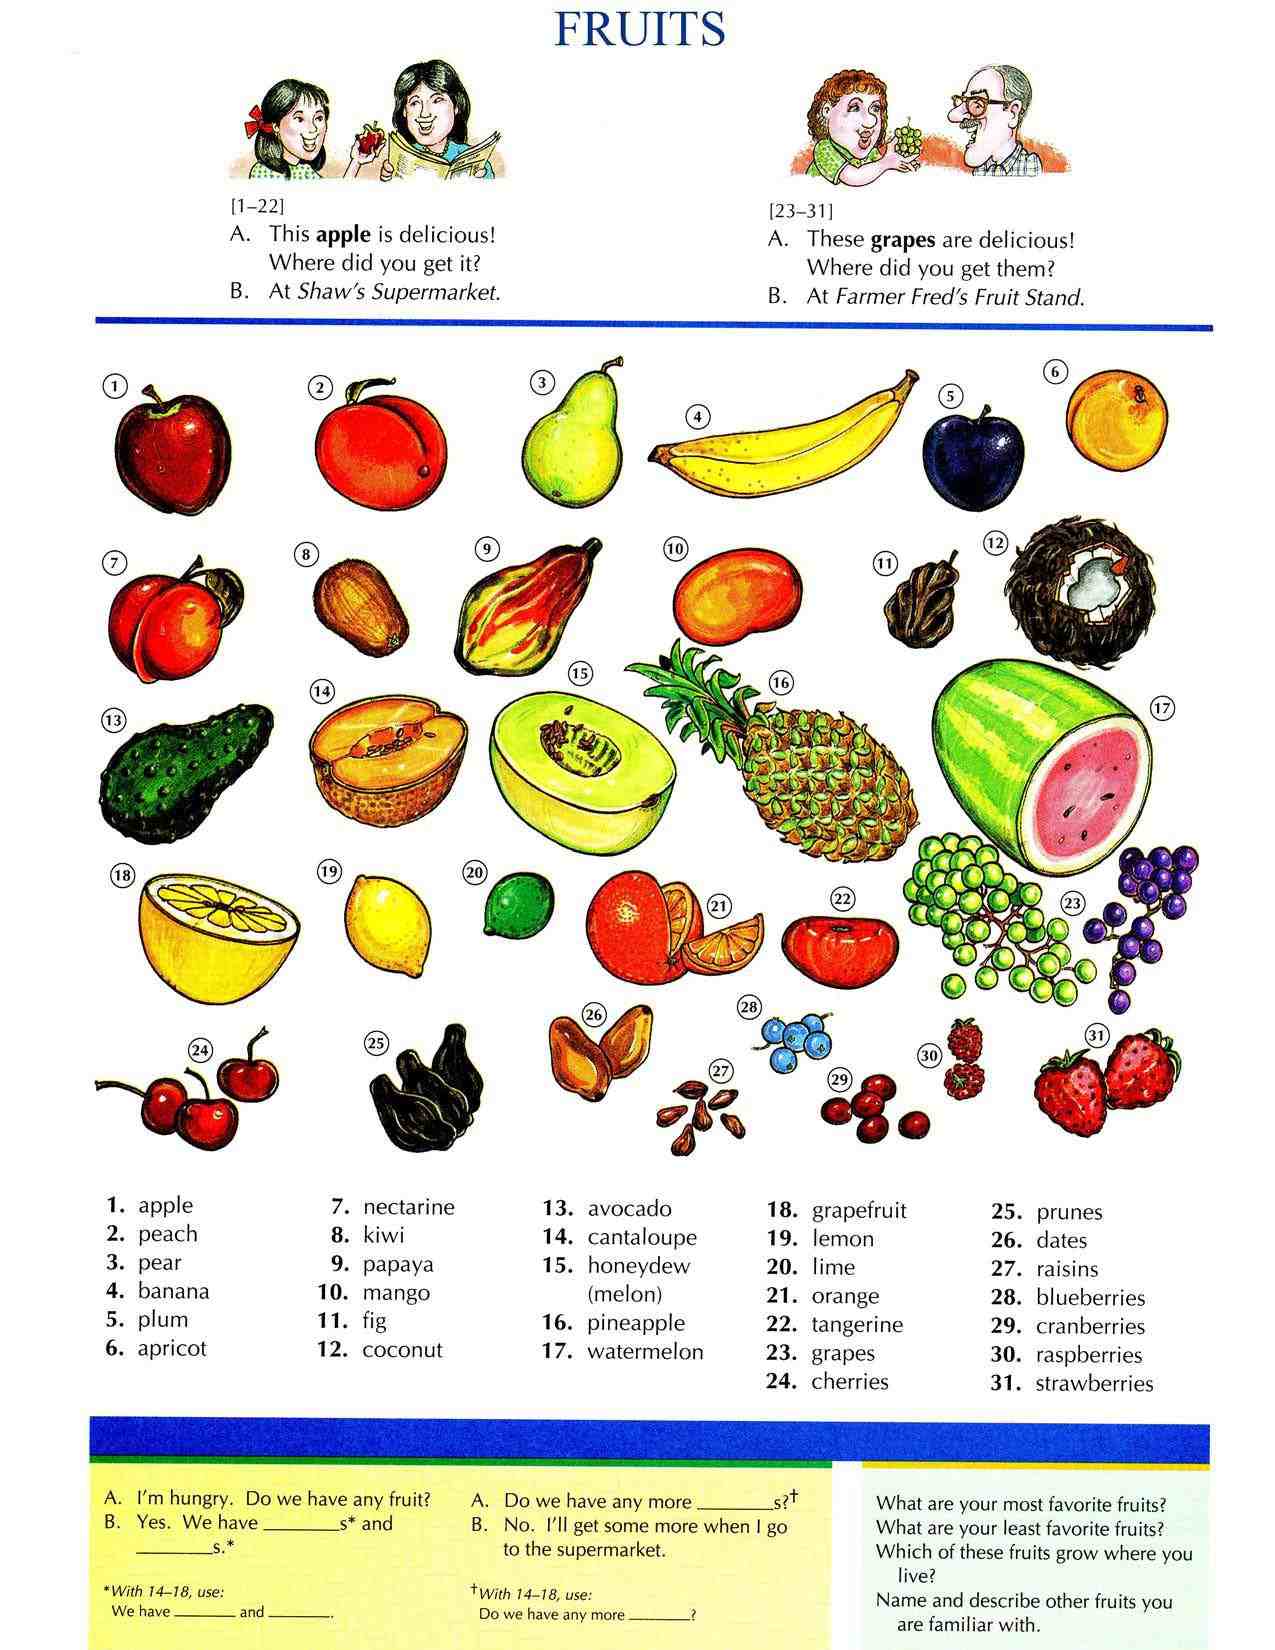 FRUITS
[1–22]
A. This apple is delicious!
Where did you get it?
B. At Shaw's Supermarket.
[23–31]
A. These grapes are delicious!
Where did you get them?
B. At Farmer Fred's Fruit Stand.
1
2
3
4
5
6
7
8
9
10
11
12
13
14
15
16
17
18
19
20
21
22
23
24
25
26
27
28
29
30
31
1. apple
2. peach
3. pear
4. banana
5. plum
6. apricot
7. nectarine
8. kiwi
9. papaya
10. mango
11. fig
12. coconut
13. avocado
14. cantaloupe
15. honeydew
(melon)
16. pineapple
17. watermelon
18. grapefruit
19. lemon
20. lime
21. orange
22. tangerine
23. grapes
24. cherries
25. prunes
26. dates
27. raisins
28. blueberries
29. cranberries
30. raspberries
31. strawberries
A. I'm hungry. Do we have any fruit?
B. Yes. We have _______s* and
_______s.*
*With 14–18, use:
We have _______ and _______.
A. Do we have any more _______s?†
B. No. I'll get some more when I go
to the supermarket.
†With 14–18, use:
Do we have any more _______?
What are your most favorite fruits?
What are your least favorite fruits?
Which of these fruits grow where you
live?
Name and describe other fruits you
are familiar with.